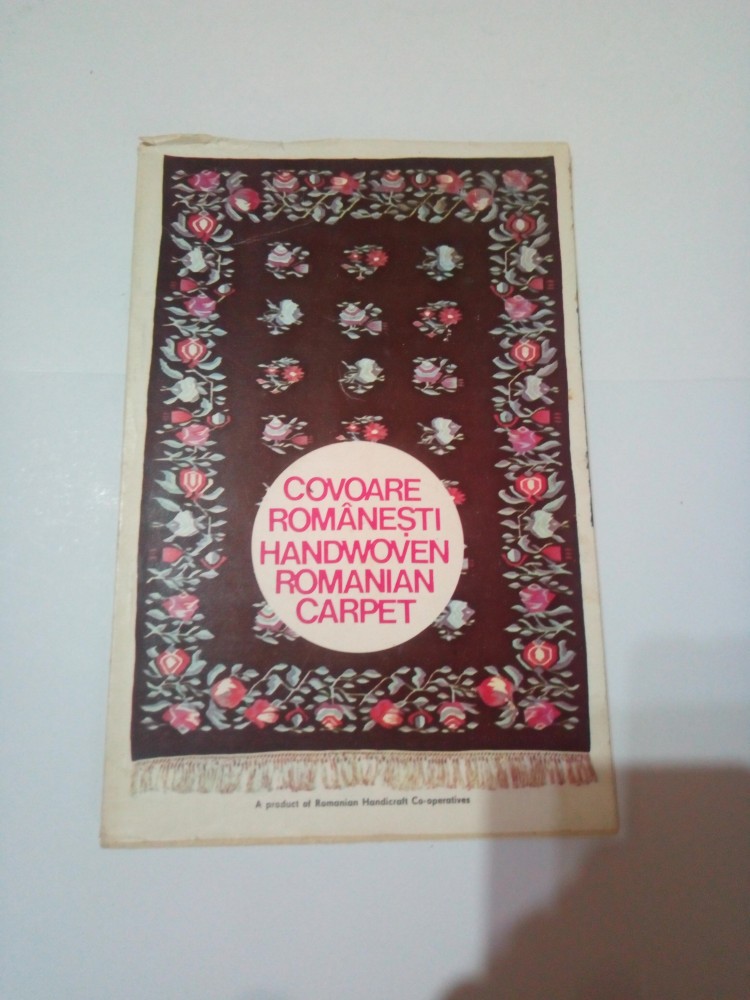 COVOARE
ROMÂNEȘTI
HANDWOVEN
ROMANIAN
CARPET
A product of Romanian Handicraft Co-operatives